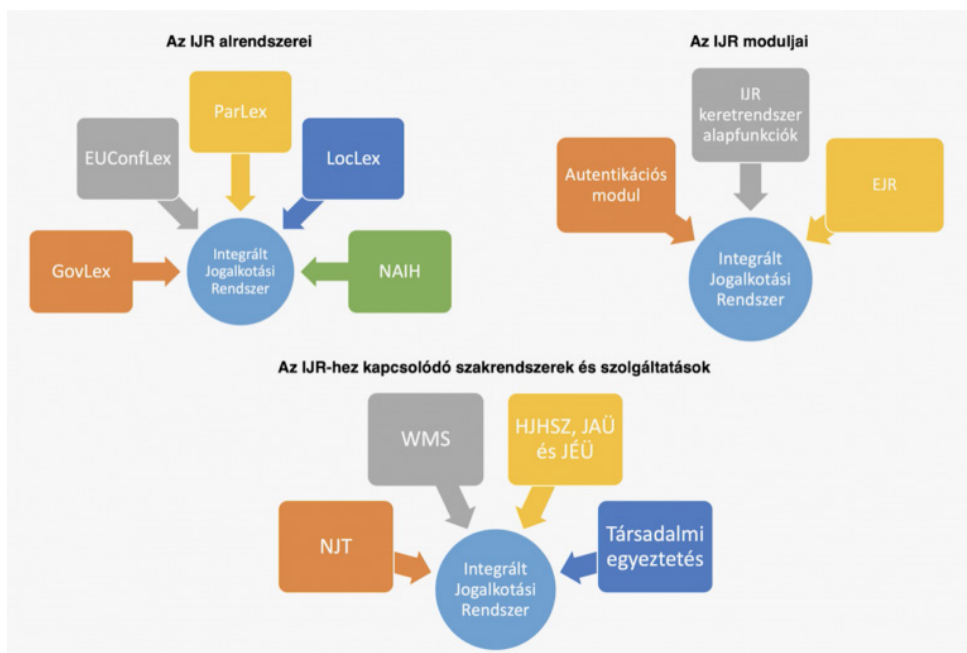 Az IJR alrendszerei
ParLex
EUConfLex
LocLex
GovLex
Integrált
Jogalkotási
Rendszer
NAIH
Az IJR moduljai
IJR
keretrendszer
alapfunkciók
Autentikációs
modul
EJR
Integrált
Jogalkotási
Rendszer
Az IJR-hez kapcsolódó szakrendszerek és szolgáltatások
WMS
HJHSZ, JAÜ
és JÉÜ
NJT
Társadalmi
egyeztetés
Integrált
Jogalkotási
Rendszer